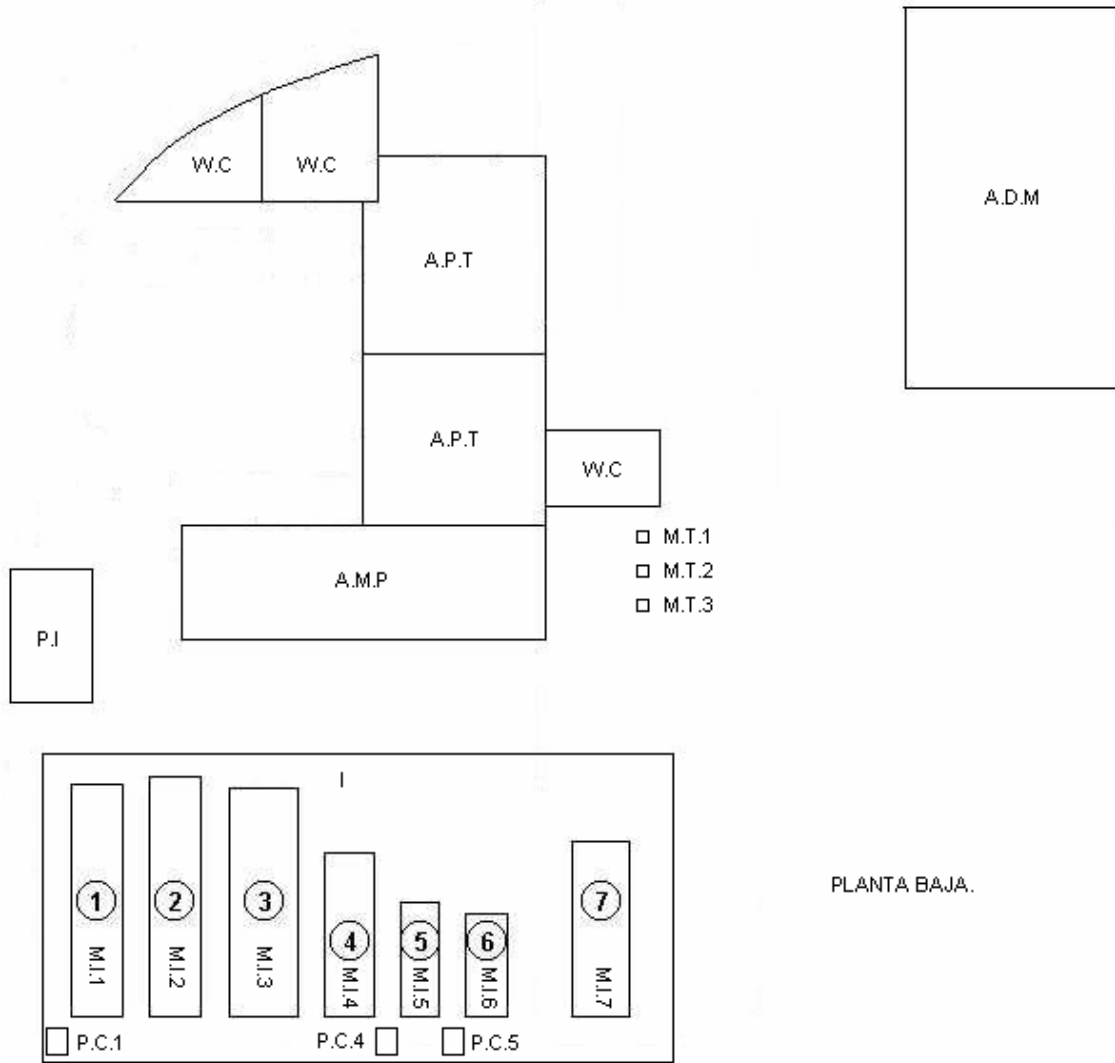 W.C
W.C
A.D.M
A.P.T
A.P.T
W.C
M.T.1
M.T.2
M.T.3
A.M.P
P.I
I
1
2
3
4
5
6
7
M.I.1
M.I.2
M.I.3
M.I.4
M.I.5
M.I.6
M.I.7
PLANTA BAJA.
P.C.1
P.C.4
P.C.5